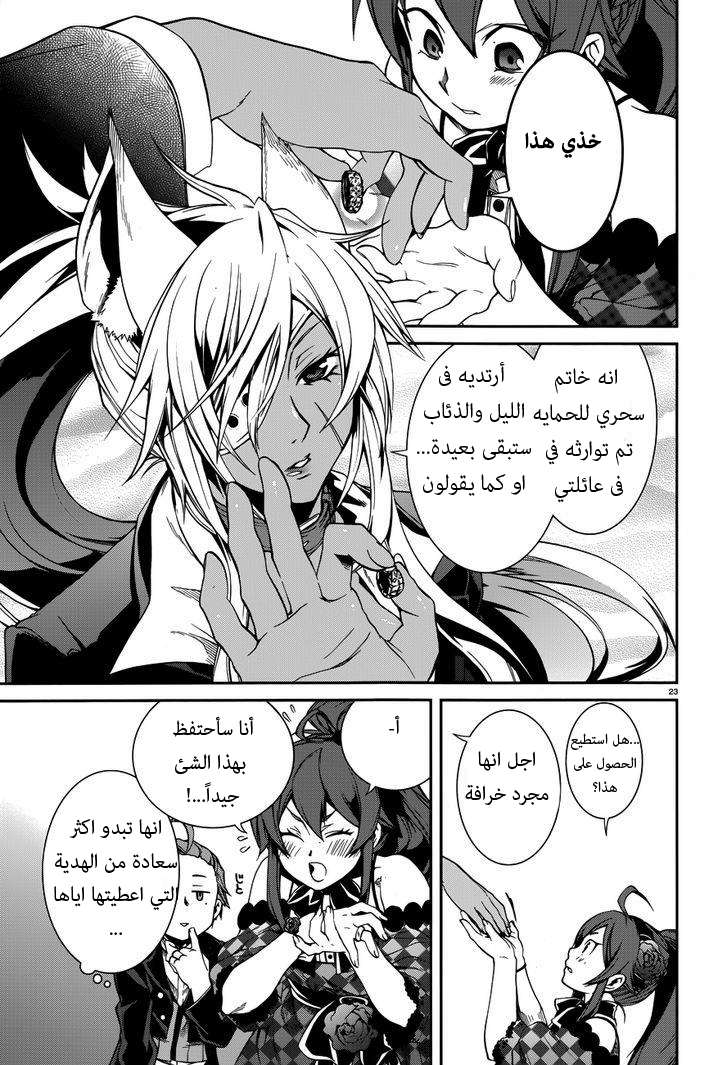 خذي هذا
انه خاتم
سحري للحمايه
تم توارثه في
فى عائلتي
أرتديه فى
الليل والذئاب
ستبقى بعيدة...
او كما يقولون
23
...هل استطيع
الحصول على
هذا؟
اجل انها
مجرد خرافة
أ-
أنا سأحتفظ
بهذا الشئ
جيداً...!
انها تبدو اكثر
سعادة من الهدية
التي اعطيتها اياها
...